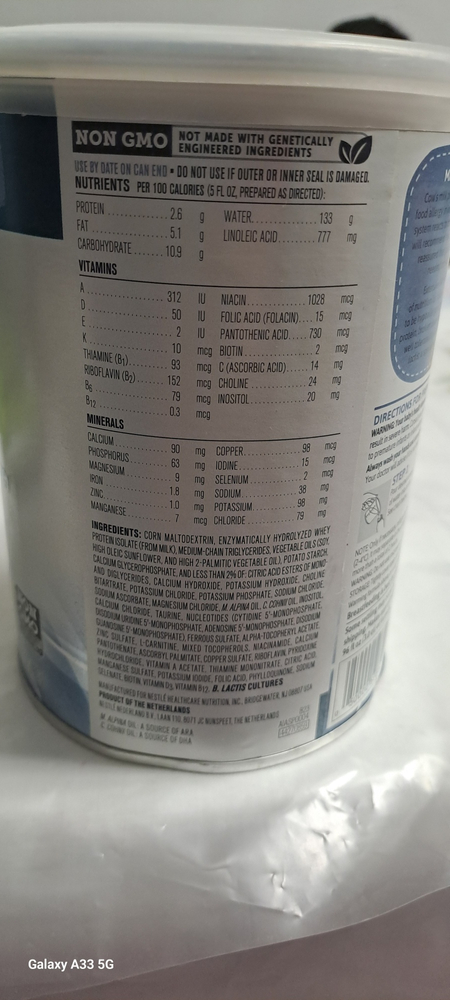 NON GMO NOT MADE WITH GENETICALLY ENGINEERED INGREDIENTS
USE BY DATE ON CAN END • DO NOT USE IF OUTER OR INNER SEAL IS DAMAGED.
NUTRIENTS PER 100 CALORIES (5 FL OZ, PREPARED AS DIRECTED):
PROTEIN 2.6 g WATER 133 g
FAT 5.1 g LINOLEIC ACID 777 mg
CARBOHYDRATE 10.9 g
VITAMINS
A 312 IU NIACIN 1028 mcg
D 50 IU FOLIC ACID (FOLACIN) 15 mcg
E 2 IU PANTOTHENIC ACID 730 mcg
K 10 mcg BIOTIN 2 mcg
THIAMINE (B1) 93 mcg C (ASCORBIC ACID) 14 mg
RIBOFLAVIN (B2) 152 mcg CHOLINE 24 mg
B6 79 mcg INOSITOL 20 mg
B12 0.3 mcg
MINERALS
CALCIUM 90 mg COPPER 98 mcg
PHOSPHORUS 63 mg IODINE 15 mcg
MAGNESIUM 9 mg SELENIUM 2 mcg
IRON 1.8 mg SODIUM 38 mg
ZINC 1.0 mg POTASSIUM 98 mg
MANGANESE 7 mcg CHLORIDE 79 mg
INGREDIENTS: CORN MALTODEXTRIN, ENZYMATICALLY HYDROLYZED WHEY
PROTEIN ISOLATE (FROM MILK), MEDIUM-CHAIN TRIGLYCERIDES, VEGETABLE OILS (SOY,
HIGH OLEIC SUNFLOWER, AND HIGH 2-PALMITIC VEGETABLE OIL), POTATO STARCH,
CALCIUM GLYCEROPHOSPHATE, AND LESS THAN 2% OF: CITRIC ACID ESTERS OF MONO-
AND DIGLYCERIDES, CALCIUM HYDROXIDE, POTASSIUM HYDROXIDE, CHOLINE
BITARTRATE, POTASSIUM CHLORIDE, POTASSIUM PHOSPHATE, SODIUM CHLORIDE,
SODIUM ASCORBATE, MAGNESIUM CHLORIDE, M. ALPINA OIL, C. COHNII OIL, INOSITOL,
CALCIUM CHLORIDE, TAURINE, NUCLEOTIDES (CYTIDINE 5'-MONOPHOSPHATE,
DISODIUM URIDINE 5'-MONOPHOSPHATE, ADENOSINE 5'-MONOPHOSPHATE, DISODIUM
GUANOSINE 5'-MONOPHOSPHATE), FERROUS SULFATE, ALPHA-TOCOPHERYL ACETATE,
ZINC SULFATE, L-CARNITINE, MIXED TOCOPHEROLS, NIACINAMIDE, CALCIUM
PANTOTHENATE, ASCORBYL PALMITATE, COPPER SULFATE, RIBOFLAVIN, PYRIDOXINE
HYDROCHLORIDE, VITAMIN A ACETATE, THIAMINE MONONITRATE, CITRIC ACID,
MANGANESE SULFATE, POTASSIUM IODIDE, FOLIC ACID, PHYLLOQUINONE, SODIUM
SELENATE, BIOTIN, VITAMIN D3, VITAMIN B12, B. LACTIS CULTURES
MANUFACTURED FOR NESTLÉ HEALTHCARE NUTRITION, INC., BRIDGEWATER, NJ 08807 USA
PRODUCT OF THE NETHERLANDS
NESTLÉ NEDERLAND B.V., LAAN 110, 8071 JC NUNSPEET, THE NETHERLANDS
M. ALPINA OIL: A SOURCE OF ARA
C. COHNII OIL: A SOURCE OF DHA
DIRECTIONS FOR
Galaxy A33 5G